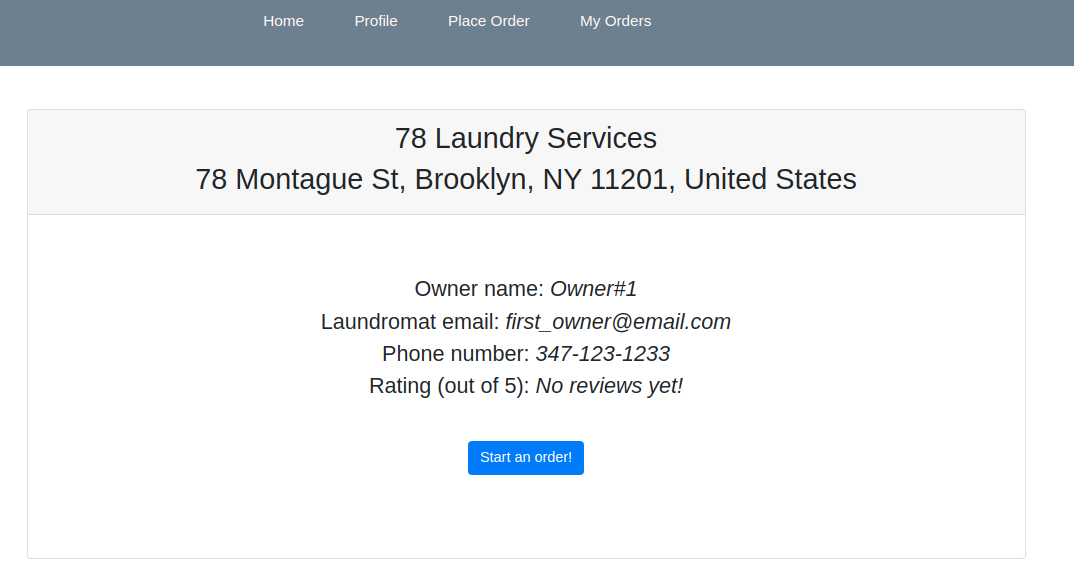 Home Profile Place Order My Orders
78 Laundry Services
78 Montague St, Brooklyn, NY 11201, United States
Owner name: Owner#1
Laundromat email: first_owner@email.com
Phone number: 347-123-1233
Rating (out of 5): No reviews yet!
Start an order!